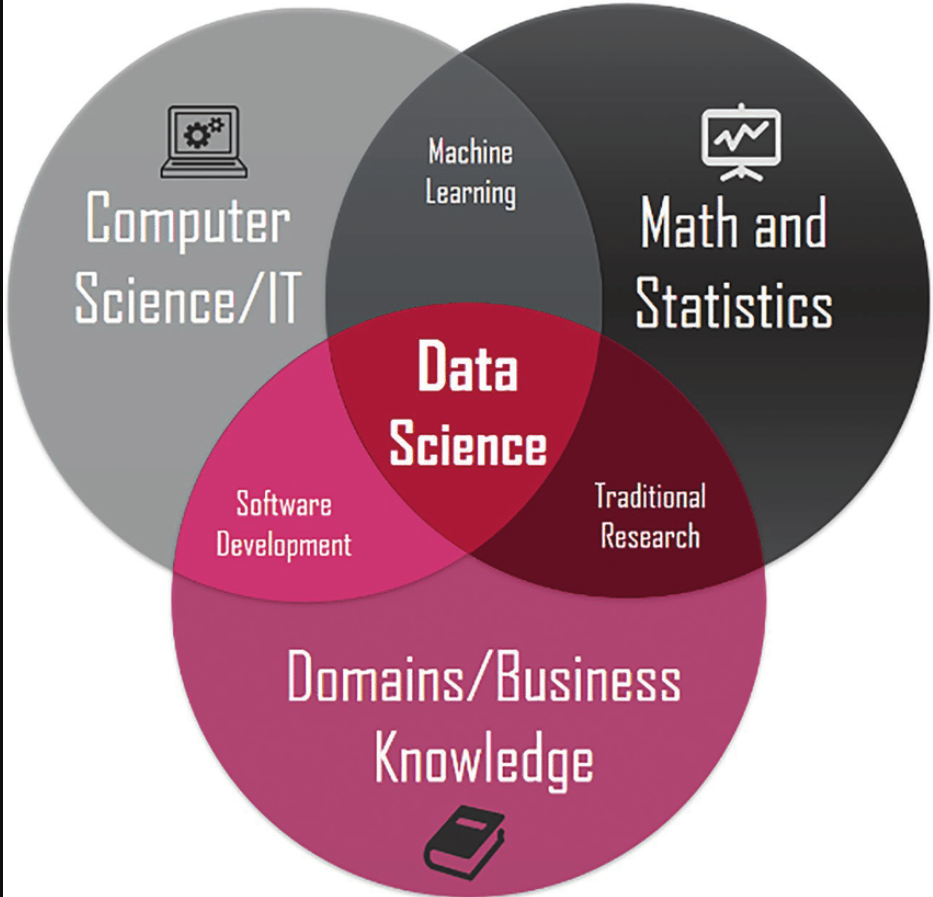 Machine
Learning
Computer
Science/IT
Math and
Statistics
Data
Science
Software
Development
Traditional
Research
Domains/Business
Knowledge